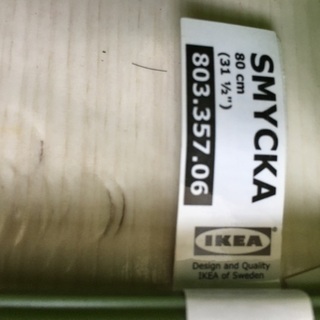 SMYCKA
80 cm
(31 ½")
803.357.06
IKEA
Design and Quality
IKEA of Sweden